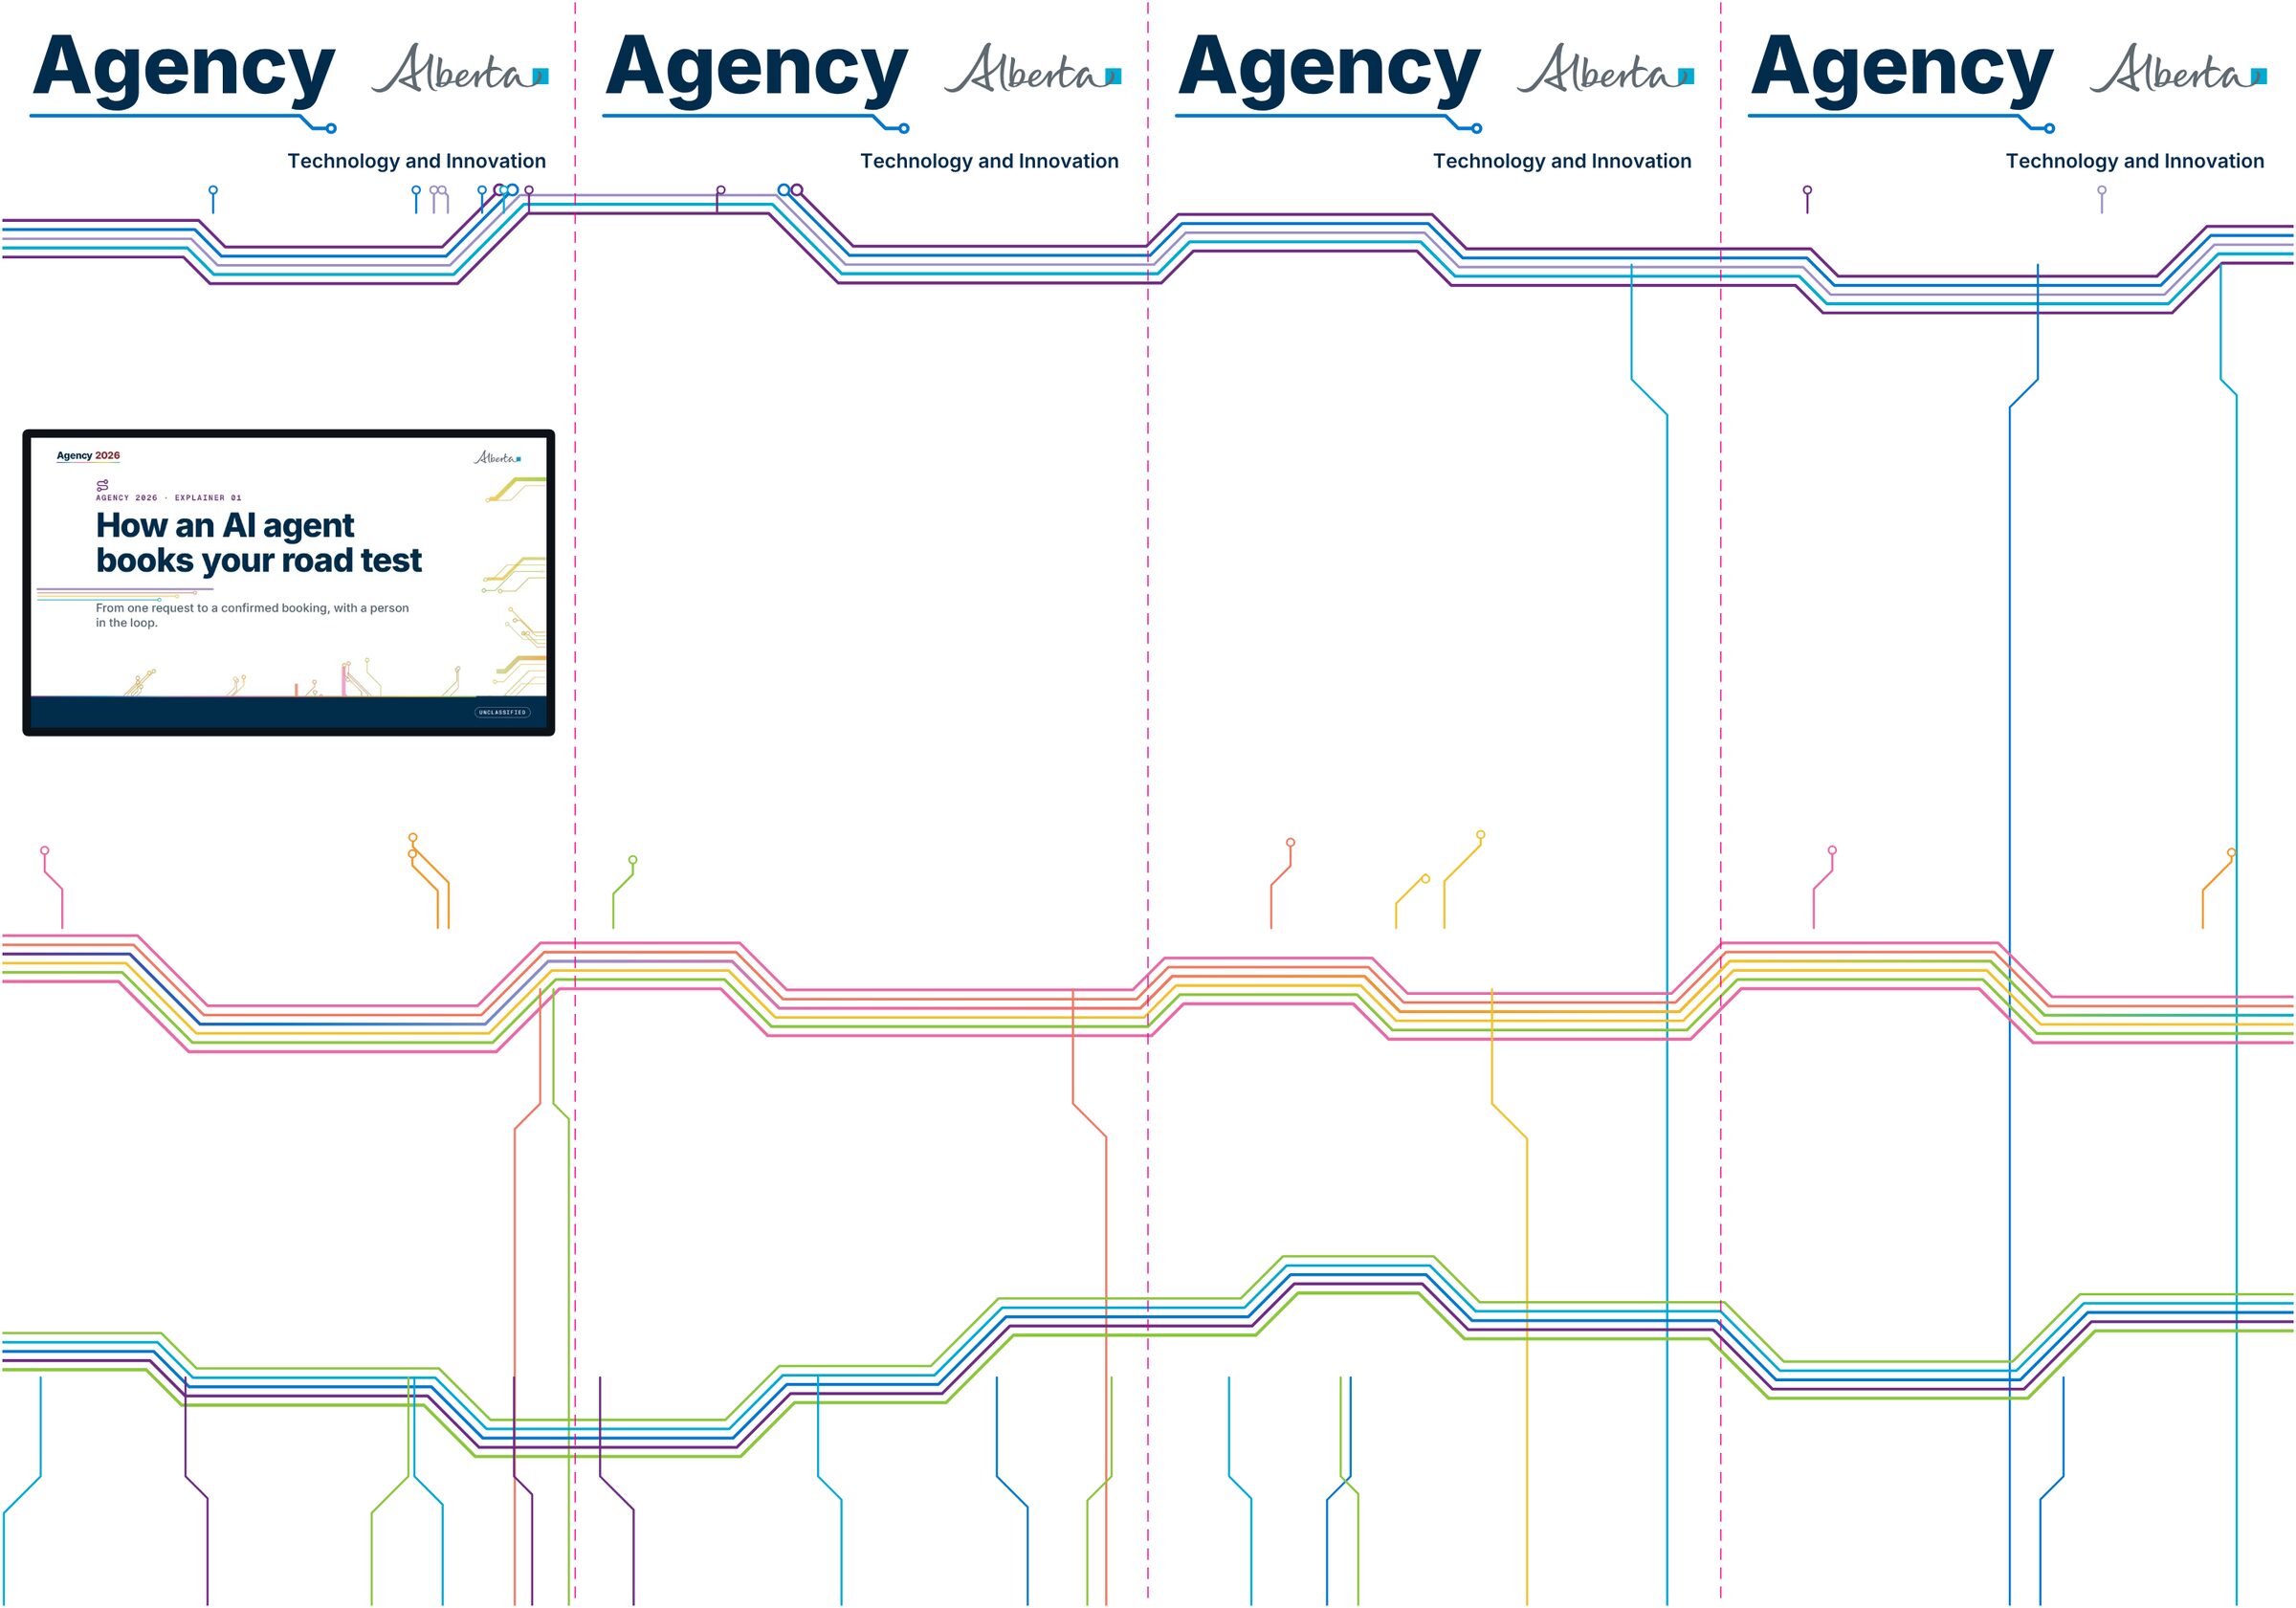 Agency Alberta
Technology and Innovation
Agency Alberta
Technology and Innovation
Agency Alberta
Technology and Innovation
Agency Alberta
Technology and Innovation
Agency 2026
Alberta
AGENCY 2026 · EXPLAINER 01
How an AI agent
books your road test
From one request to a confirmed booking, with a person
in the loop.
UNCLASSIFIED